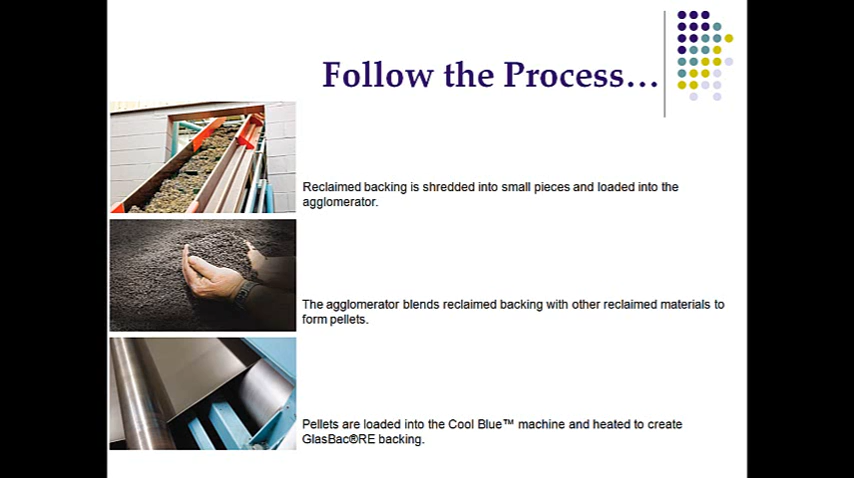 Follow the Process...
Reclaimed backing is shredded into small pieces and loaded into the
agglomerator.
The agglomerator blends reclaimed backing with other reclaimed materials to
form pellets.
Pellets are loaded into the Cool Blue™ machine and heated to create
GlasBac®RE backing.